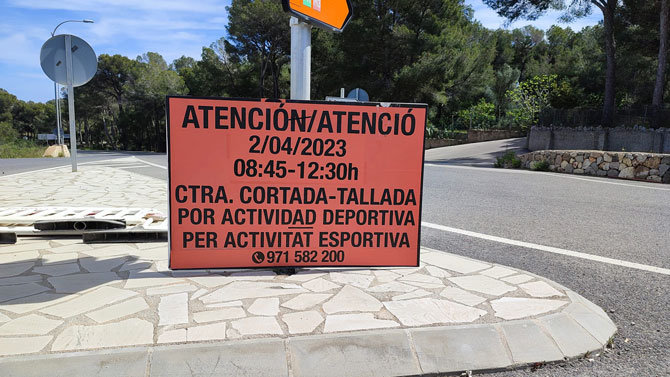 ATENCIÓN/ATENCIÓ
2/04/2023
08:45-12:30h
CTRA. CORTADA-TALLADA
POR ACTIVIDAD DEPORTIVA
PER ACTIVITAT ESPORTIVA
971 582 200